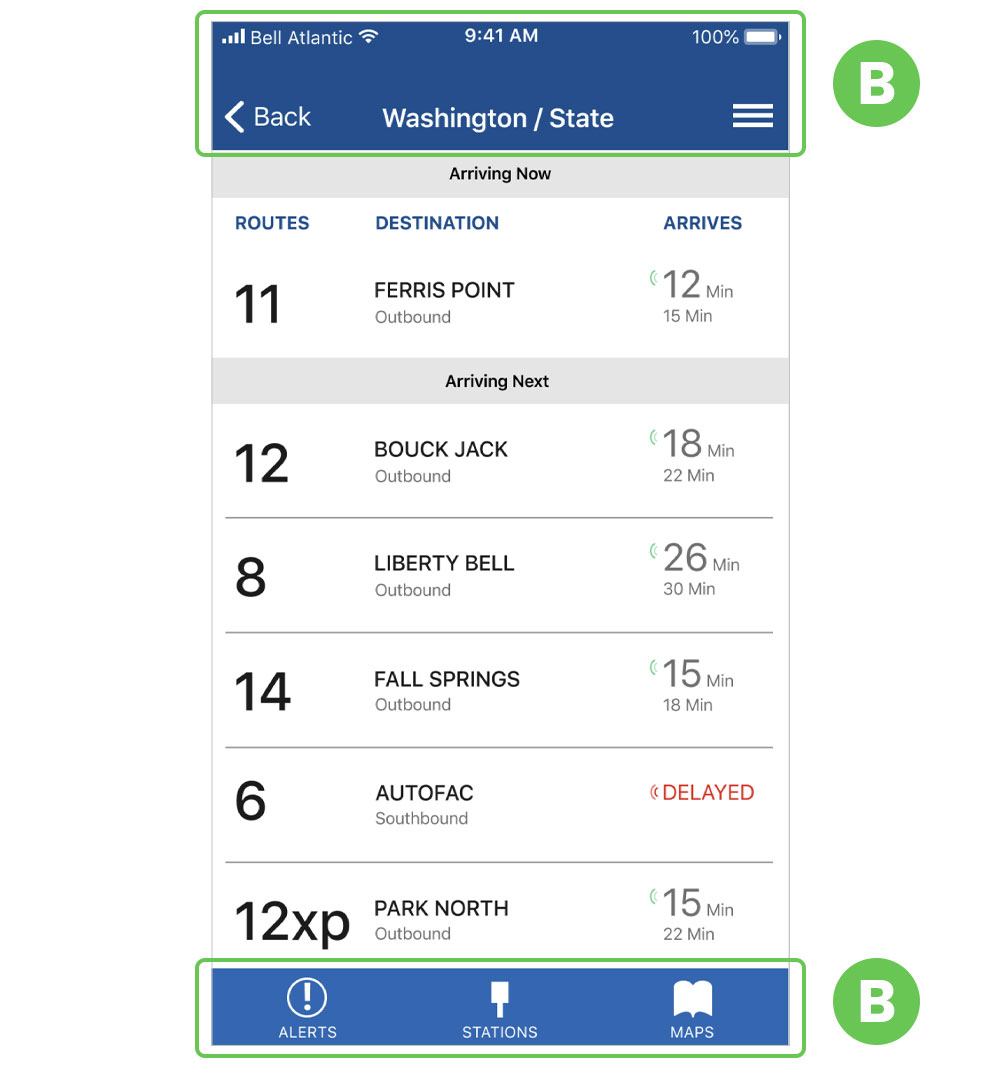 Bell Atlantic 9:41 AM 100%
B
Back Washington / State
Arriving Now
ROUTES DESTINATION ARRIVES
11 FERRIS POINT 12 Min
Outbound 15 Min
Arriving Next
12 BOUCK JACK 18 Min
Outbound 22 Min
8 LIBERTY BELL 26 Min
Outbound 30 Min
14 FALL SPRINGS 15 Min
Outbound 18 Min
6 AUTOFAC DELAYED
Southbound
12xp PARK NORTH 15 Min
Outbound 22 Min
B
ALERTS STATIONS MAPS